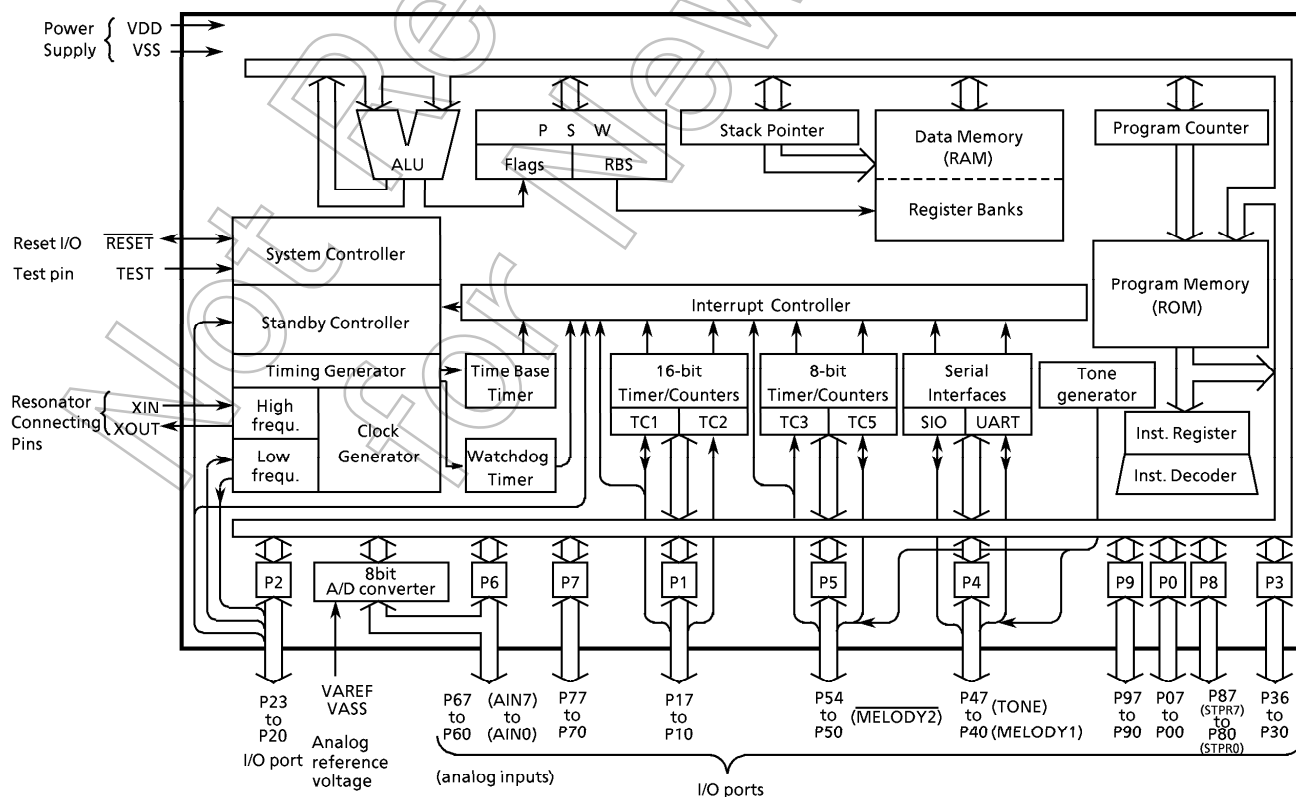 Power Supply
VDD
VSS
ALU
P S W
Flags
RBS
Stack Pointer
Data Memory
(RAM)
Register Banks
Program Counter
Reset I/O
RESET
Test pin
TEST
System Controller
Standby Controller
Timing Generator
Interrupt Controller
Program Memory
(ROM)
Resonator
Connecting
Pins
XIN
XOUT
High
frequ.
Low
frequ.
Clock
Generator
Time Base
Timer
Watchdog
Timer
16-bit
Timer/Counters
TC1
TC2
8-bit
Timer/Counters
TC3
TC5
Serial
Interfaces
SIO
UART
Tone
generator
Inst. Register
Inst. Decoder
P2
8bit
A/D converter
P6
P7
P1
P5
P4
P9
P0
P8
P3
P23
to
P20
I/O port
VAREF
VASS
Analog
reference
voltage
P67
to
P60
(AIN7)
to
(AIN0)
(analog inputs)
P77
to
P70
P17
to
P10
P54
to
P50
(MELODY2)
P47
to
P40
(TONE)
(MELODY1)
P97
to
P90
P07
to
P00
P87
(STPR7)
to
P80
(STPR0)
P36
to
P30
I/O ports
Not Re
for New